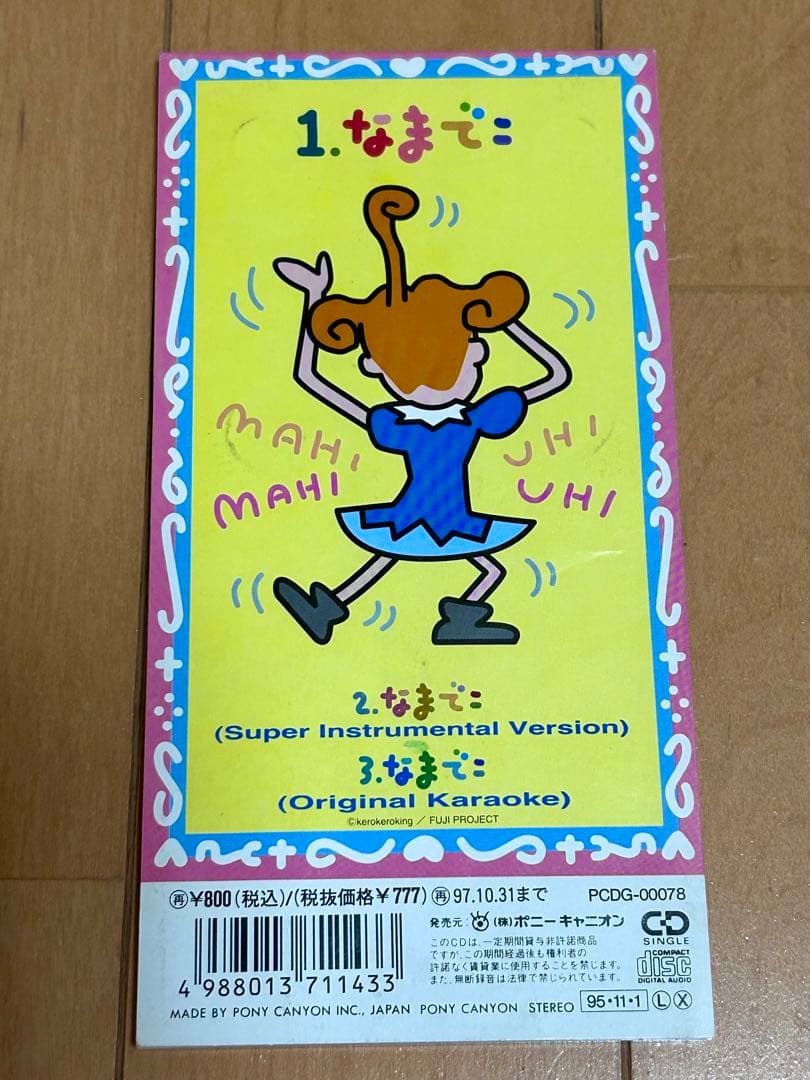 1.なまでこ
MAHI
UHI
MAHI
UHI
2.なまでこ
(Super Instrumental Version)
3.なまでこ
(Original Karaoke)
©kerokeroking / FUJI PROJECT
再¥800(税込)/(税抜価格¥777) 再97.10.31まで
PCDG-00078
発売元: (株)ポニーキャニオン
CD
SINGLE
このCDは、一定期間貸与非許諾商品
ですが、この期間経過後も権利者の
許諾なく賃貸業に使用することを禁じます。
また、無断録音は法律で禁じられています。
COMPACT
disc
DIGITAL AUDIO
4 988013 711433
MADE BY PONY CANYON INC., JAPAN PONY CANYON STEREO 95・11・1 L X